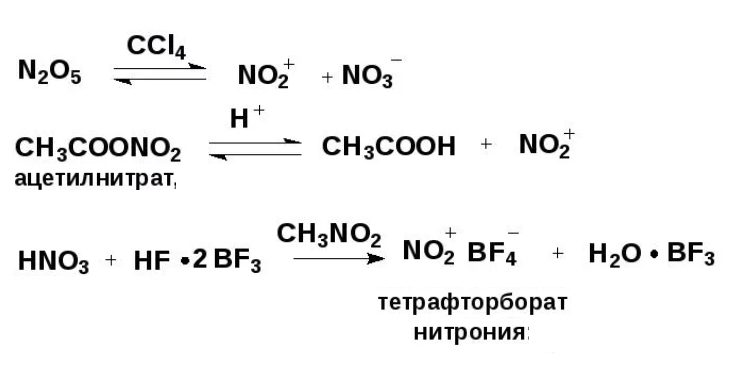 CCl₄
N₂O₅ ⇌ NO₂⁺ + NO₃⁻
H⁺
CH₃COONO₂ ⇌ CH₃COOH + NO₂⁺
ацетилнитрат,
CH₃NO₂
HNO₃ + HF •2 BF₃ → NO₂⁺ BF₄⁻ + H₂O • BF₃
тетрафторборат
нитрония: